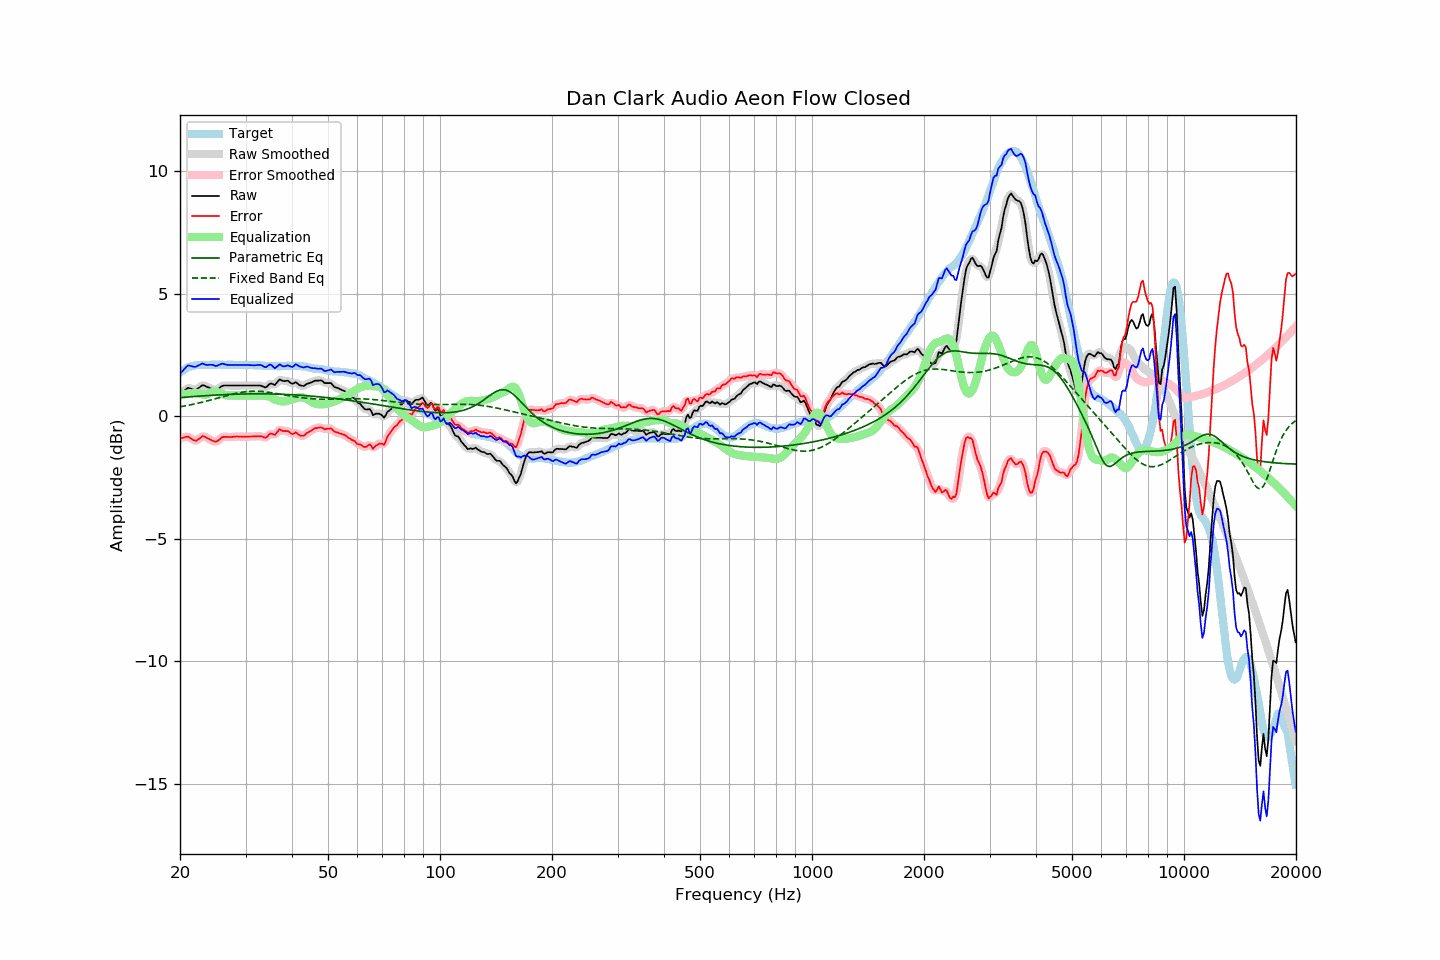 Dan Clark Audio Aeon Flow Closed
Target
Raw Smoothed
Error Smoothed
Raw
Error
Equalization
Parametric Eq
Fixed Band Eq
Equalized
10
5
0
−5
−10
−15
Amplitude (dBr)
20 50 100 200 500 1000 2000 5000 10000 20000
Frequency (Hz)